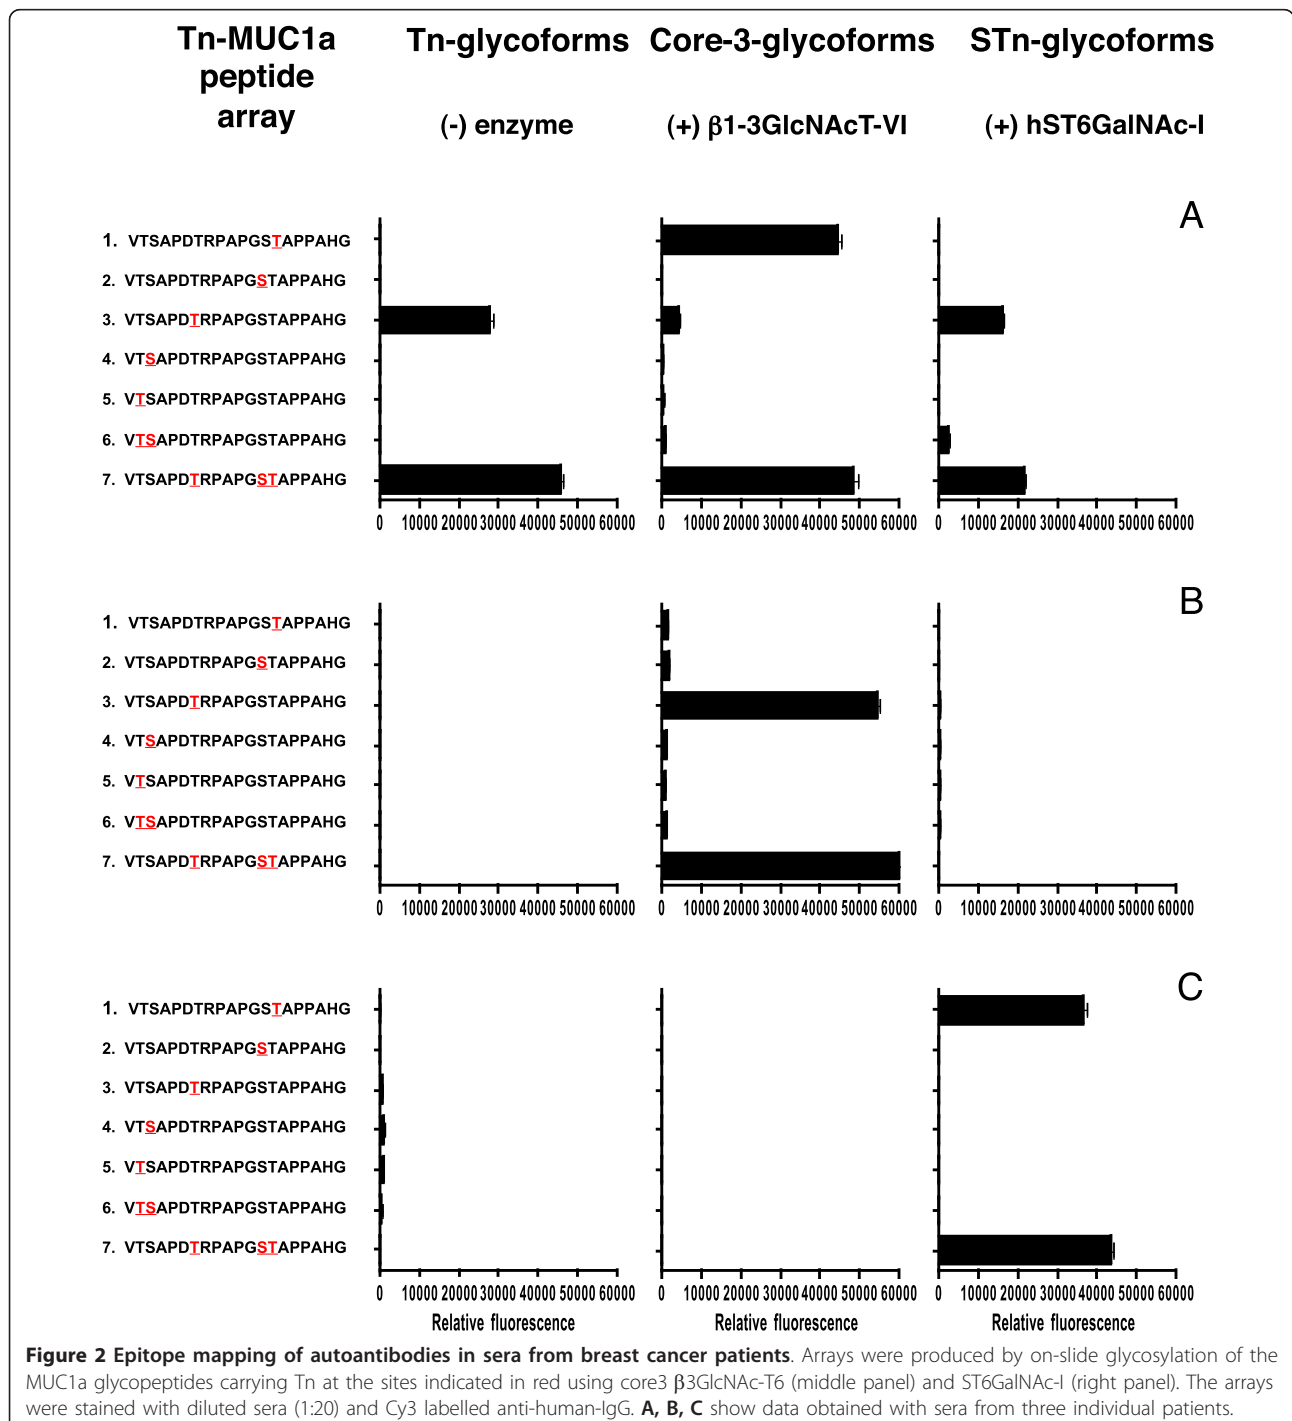 Tn-MUC1a peptide array
Tn-glycoforms
Core-3-glycoforms
STn-glycoforms
(-) enzyme
(+) β1-3GlcNAcT-VI
(+) hST6GalNAc-I
A
1. VTSAPDTRPAPGSTAPPAHG
2. VTSAPDTRPAPGSTAPPAHG
3. VTSAPDTRPAPGSTAPPAHG
4. VTSAPDTRPAPGSTAPPAHG
5. VTSAPDTRPAPGSTAPPAHG
6. VTSAPDTRPAPGSTAPPAHG
7. VTSAPDTRPAPGSTAPPAHG
0 10000 20000 30000 40000 50000 60000
0 10000 20000 30000 40000 50000 60000
0 10000 20000 30000 40000 50000 60000
B
1. VTSAPDTRPAPGSTAPPAHG
2. VTSAPDTRPAPGSTAPPAHG
3. VTSAPDTRPAPGSTAPPAHG
4. VTSAPDTRPAPGSTAPPAHG
5. VTSAPDTRPAPGSTAPPAHG
6. VTSAPDTRPAPGSTAPPAHG
7. VTSAPDTRPAPGSTAPPAHG
0 10000 20000 30000 40000 50000 60000
0 10000 20000 30000 40000 50000 60000
0 10000 20000 30000 40000 50000 60000
C
1. VTSAPDTRPAPGSTAPPAHG
2. VTSAPDTRPAPGSTAPPAHG
3. VTSAPDTRPAPGSTAPPAHG
4. VTSAPDTRPAPGSTAPPAHG
5. VTSAPDTRPAPGSTAPPAHG
6. VTSAPDTRPAPGSTAPPAHG
7. VTSAPDTRPAPGSTAPPAHG
0 10000 20000 30000 40000 50000 60000
0 10000 20000 30000 40000 50000 60000
0 10000 20000 30000 40000 50000 60000
Relative fluorescence
Relative fluorescence
Relative fluorescence
Figure 2 Epitope mapping of autoantibodies in sera from breast cancer patients. Arrays were produced by on-slide glycosylation of the
MUC1a glycopeptides carrying Tn at the sites indicated in red using core3 β3GlcNAc-T6 (middle panel) and ST6GalNAc-I (right panel). The arrays
were stained with diluted sera (1:20) and Cy3 labelled anti-human-IgG. A, B, C show data obtained with sera from three individual patients.